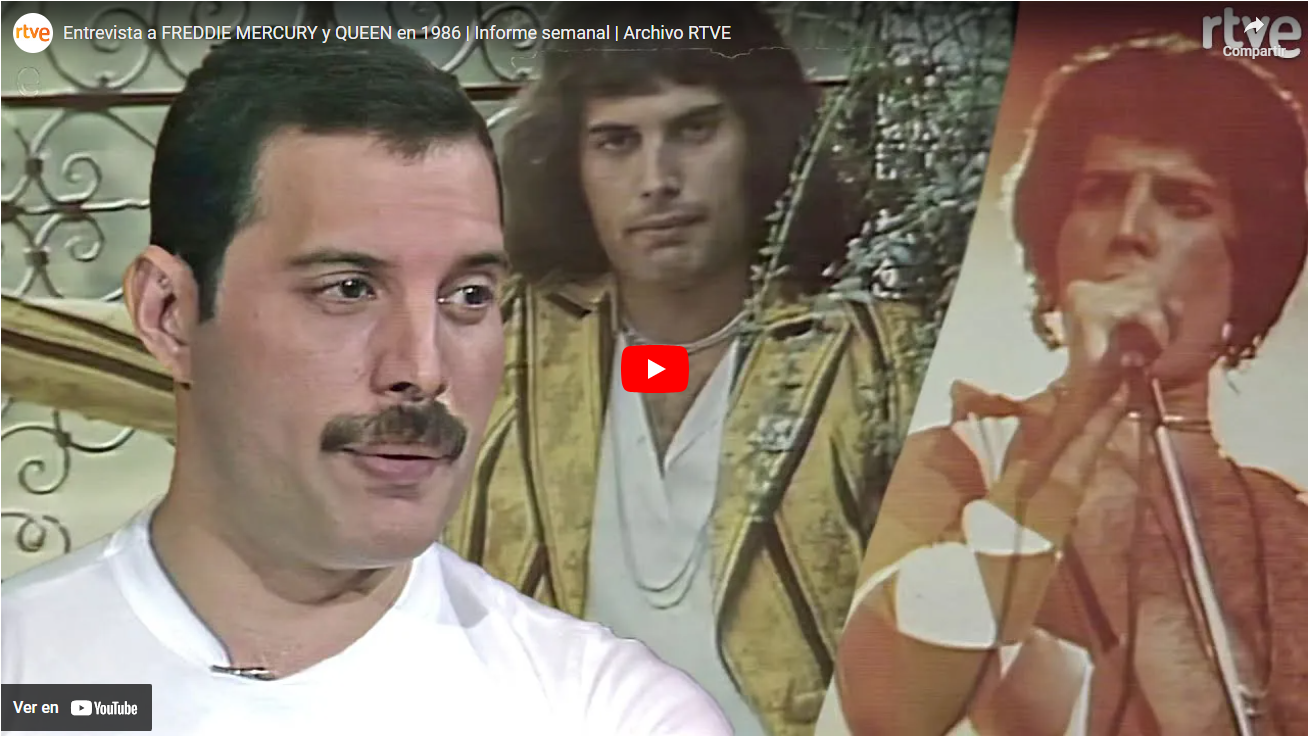 rtve
Entrevista a FREDDIE MERCURY y QUEEN en 1986 | Informe semanal | Archivo RTVE
rtve
Compartir
Ver en YouTube